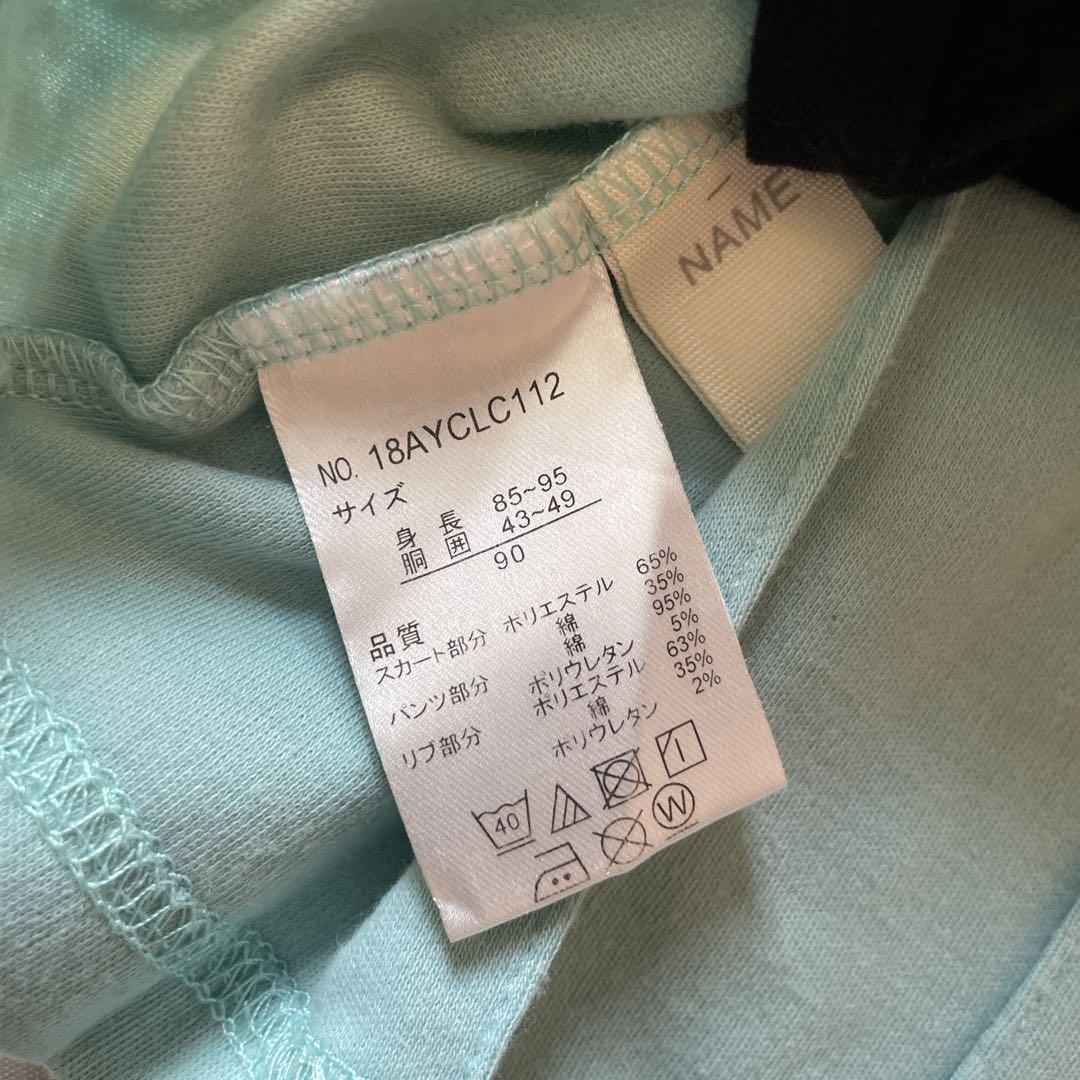 NAME
NO. 18AYCLC112
サイズ
身 長 85~95
胴 囲 43~49
90
品質
スカート部分 ポリエステル 65%
綿 35%
パンツ部分 綿 95%
ポリウレタン 5%
リブ部分 ポリエステル 63%
綿 35%
ポリウレタン 2%
40
W